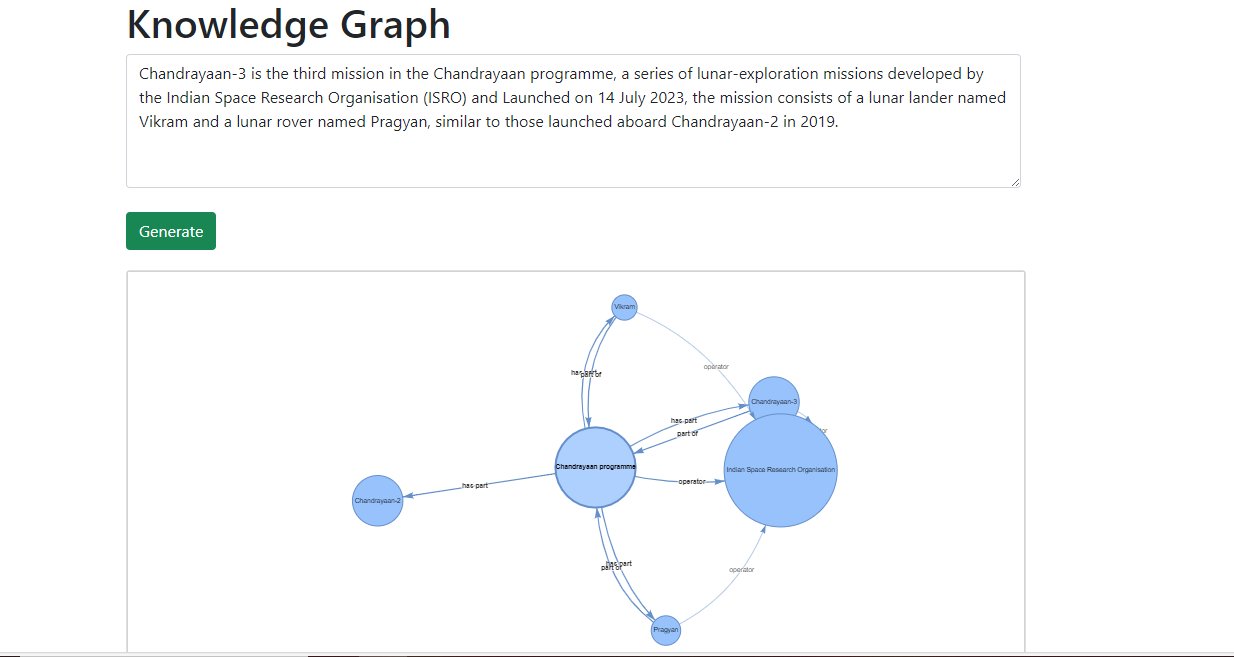 Knowledge Graph
Chandrayaan-3 is the third mission in the Chandrayaan programme, a series of lunar-exploration missions developed by
the Indian Space Research Organisation (ISRO) and Launched on 14 July 2023, the mission consists of a lunar lander named
Vikram and a lunar rover named Pragyan, similar to those launched aboard Chandrayaan-2 in 2019.
Generate
Vikram
operator
has part
part of
Chandrayaan-3
has part
part of
Chandrayaan programme
Indian Space Research Organisation
operator
has part
Chandrayaan-2
has part
part of
operator
Pragyan